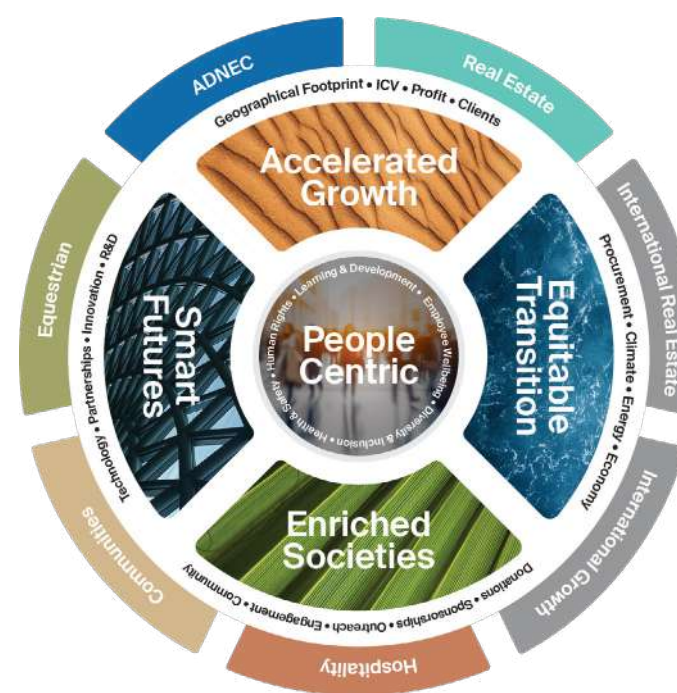 ADNEC
Real Estate
International Real Estate
International Growth
Hospitality
Communities
Equestrian
Geographical Footprint • ICV • Profit • Clients
Accelerated
Growth
Procurement • Climate • Energy • Economy
Equitable
Transition
Donations • Sponsorships • Outreach • Engagement • Community
Enriched
Societies
Technology • Partnerships • Innovation • R&D
Smart
Futures
Health & Safety • Human Rights • Learning & Development • Employee Wellbeing • Diversity & Inclusion •
People
Centric